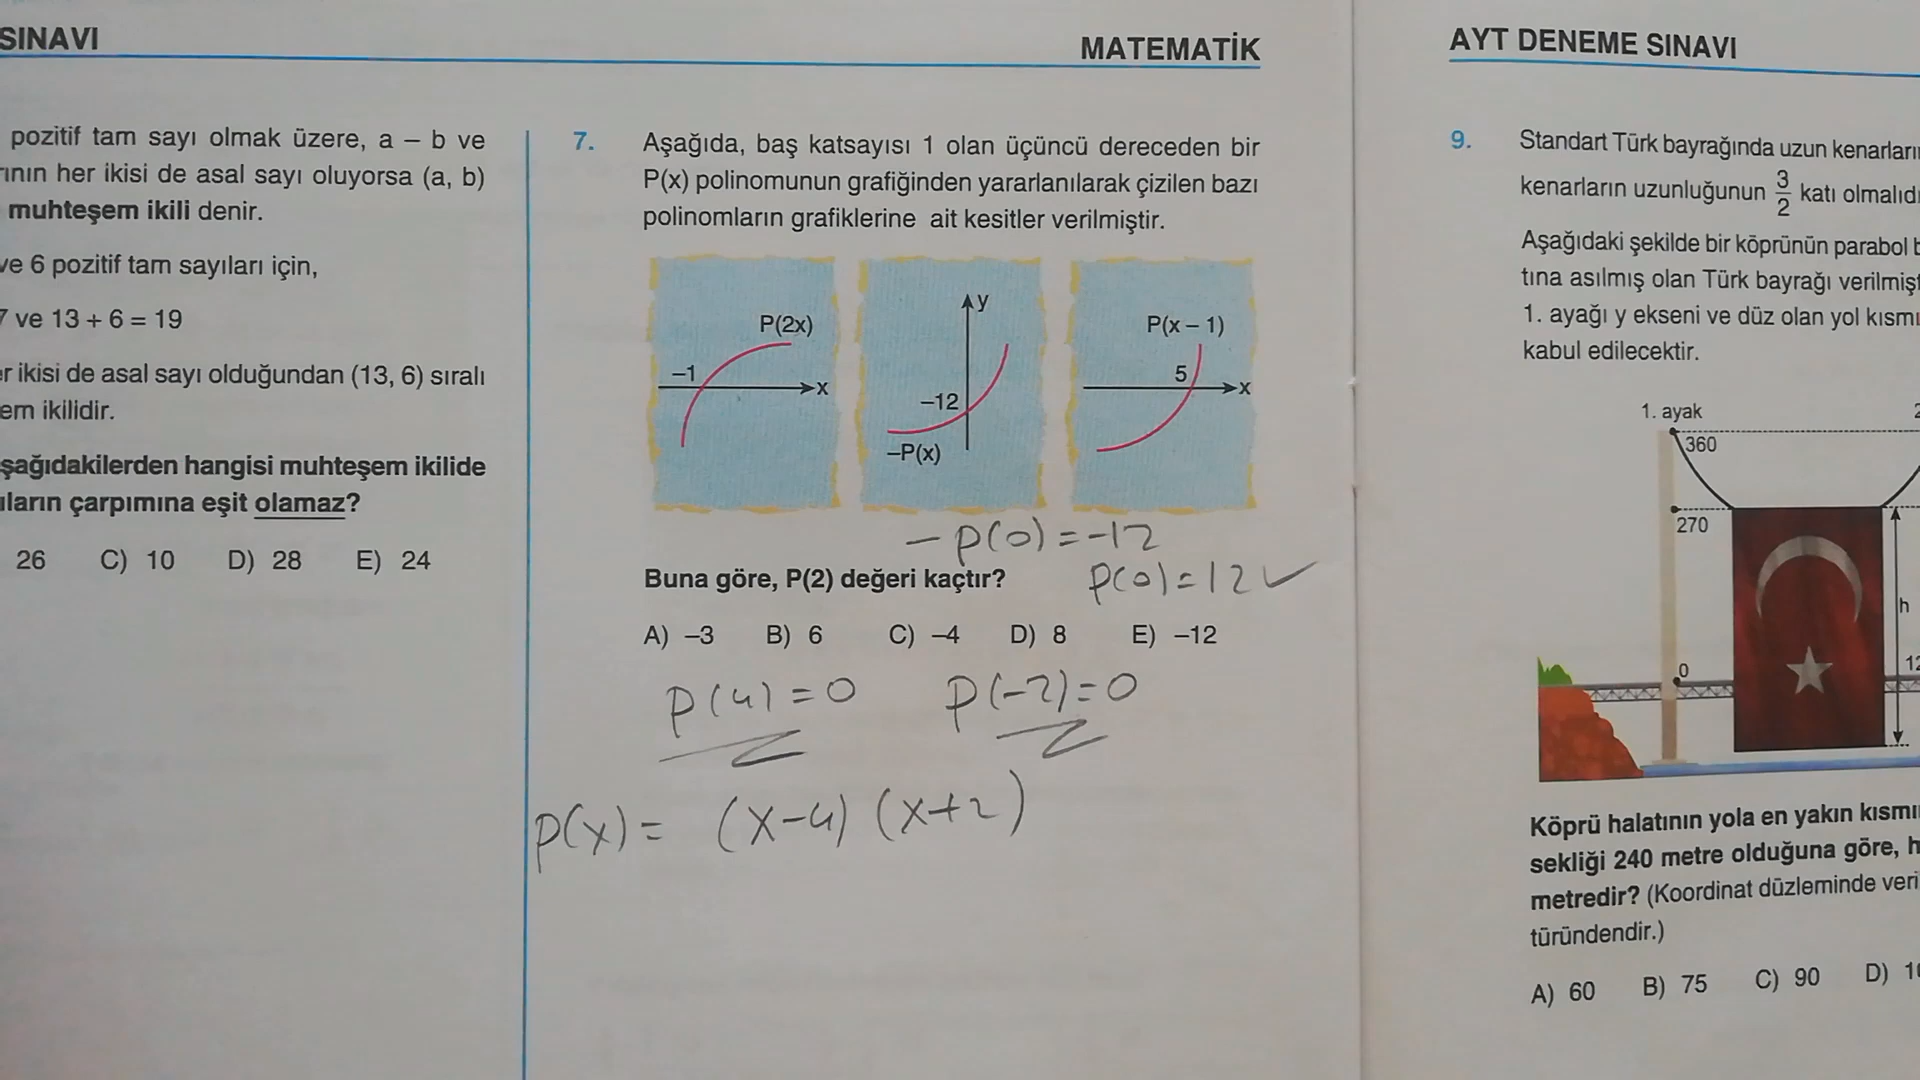 SINAVI
MATEMATİK
AYT DENEME SINAVI
pozitif tam sayı olmak üzere, a – b ve
her ikisi de asal sayı oluyorsa (a, b)
muhteşem ikili denir.
ve 6 pozitif tam sayıları için,
7 ve 13 + 6 = 19
ikisi de asal sayı olduğundan (13, 6) sıralı
şağıdakilerden hangisi muhteşem ikilide
çarpımına eşit olamaz?
26 C) 10 D) 28 E) 24
7. Aşağıda, baş katsayısı 1 olan üçüncü dereceden bir
P(x) polinomunun grafiğinden yararlanılarak çizilen bazı
polinomların grafiklerine ait kesitler verilmiştir.
P(2x)
–1
x
y
–12
–P(x)
P(x – 1)
5
x
–P(0)=–12
Buna göre, P(2) değeri kaçtır?
P(0)=12 ✓
A) –3 B) 6 C) –4 D) 8 E) –12
P(4)=0 P(–2)=0
P(x)= (x–4) (x+2)
9. Standart Türk bayrağında uzun kenarların
kenarların uzunluğunun 3/2 katı olmalıdı
Aşağıdaki şekilde bir köprünün parabol b
tına asılmış olan Türk bayrağı verilmişt
1. ayağı y ekseni ve düz olan yol kısmı
kabul edilecektir.
1. ayak
2
360
270
h
0
12
Köprü halatının yola en yakın kısmı
sekliği 240 metre olduğuna göre, h
metredir? (Koordinat düzleminde veri
türündendir.)
A) 60 B) 75 C) 90 D) 1